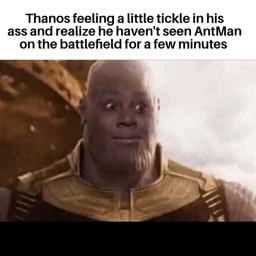 Thanos feeling a little tickle in his
ass and realize he haven't seen AntMan
on the battlefield for a few minutes